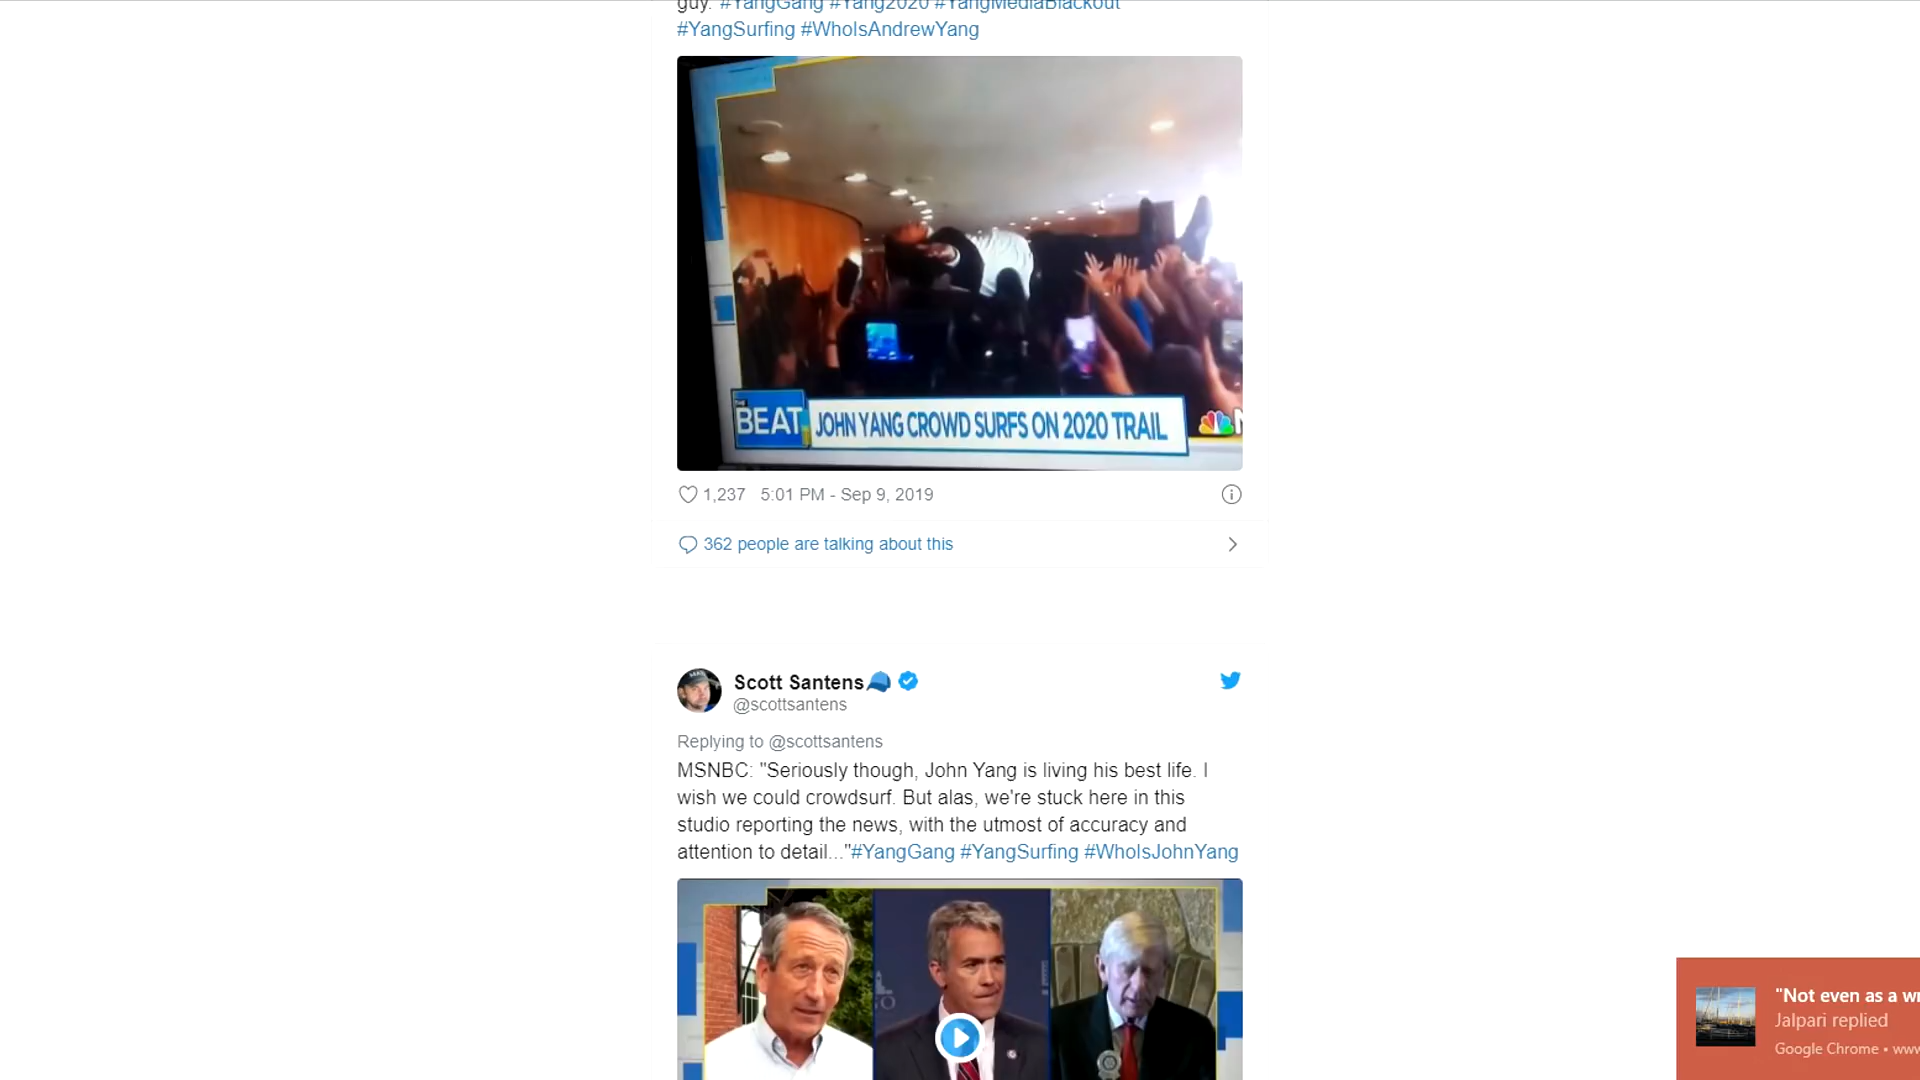 guy." #YangGang #Yang2020 #YangMediaBlackout
#YangSurfing #WhoIsAndrewYang
THE
BEAT
JOHN YANG CROWD SURFS ON 2020 TRAIL
1,237 5:01 PM - Sep 9, 2019
362 people are talking about this
Scott Santens
@scottsantens
Replying to @scottsantens
MSNBC: "Seriously though, John Yang is living his best life. I
wish we could crowdsurf. But alas, we're stuck here in this
studio reporting the news, with the utmost of accuracy and
attention to detail..."#YangGang #YangSurfing #WhoIsJohnYang
"Not even as a wr
Jalpari replied
Google Chrome • www